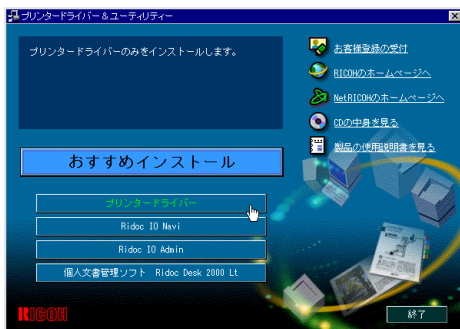 プリンタードライバー＆ユーティリティー
プリンタードライバーのみをインストールします。
お客様登録の受付
RICOHのホームページへ
NetRICOHのホームページへ
CDの中身を見る
製品の使用説明書を見る
おすすめインストール
プリンタードライバー
Ridoc IO Navi
Ridoc IO Admin
個人文書管理ソフト Ridoc Desk 2000 Lt
RICOH
終了